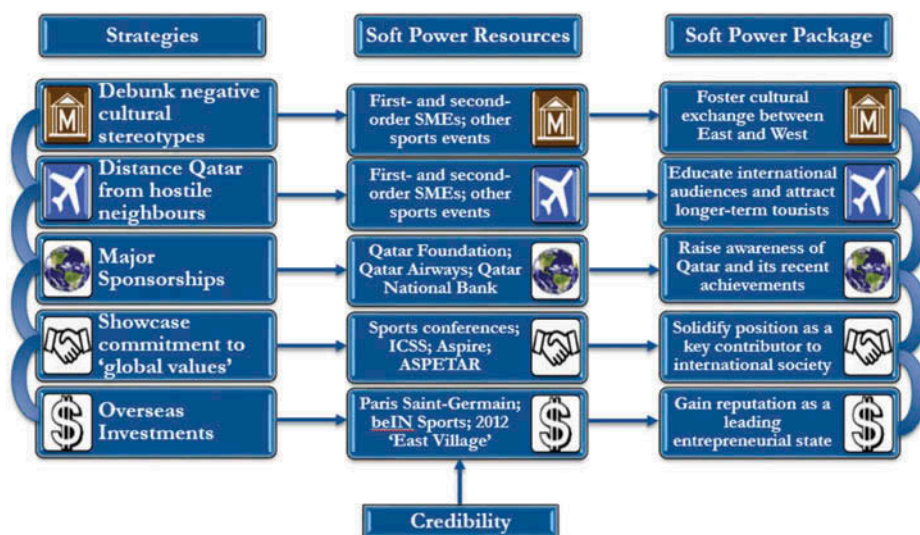 Strategies
Soft Power Resources
Soft Power Package
M
Debunk negative
cultural
stereotypes
First- and second-
order SMEs; other
sports events
M
Foster cultural
exchange between
East and West
M
Distance Qatar
from hostile
neighbours
First- and second-
order SMEs; other
sports events
Educate international
audiences and attract
longer-term tourists
Major
Sponsorships
Qatar Foundation;
Qatar Airways; Qatar
National Bank
Raise awareness of
Qatar and its recent
achievements
Showcase
commitment to
‘global values’
Sports conferences;
ICSS; Aspire;
ASPETAR
Solidify position as a
key contributor to
international society
$
Overseas
Investments
Paris Saint-Germain;
beIN Sports; 2012
‘East Village’
$
Gain reputation as a
leading
entrepreneurial state
$
Credibility